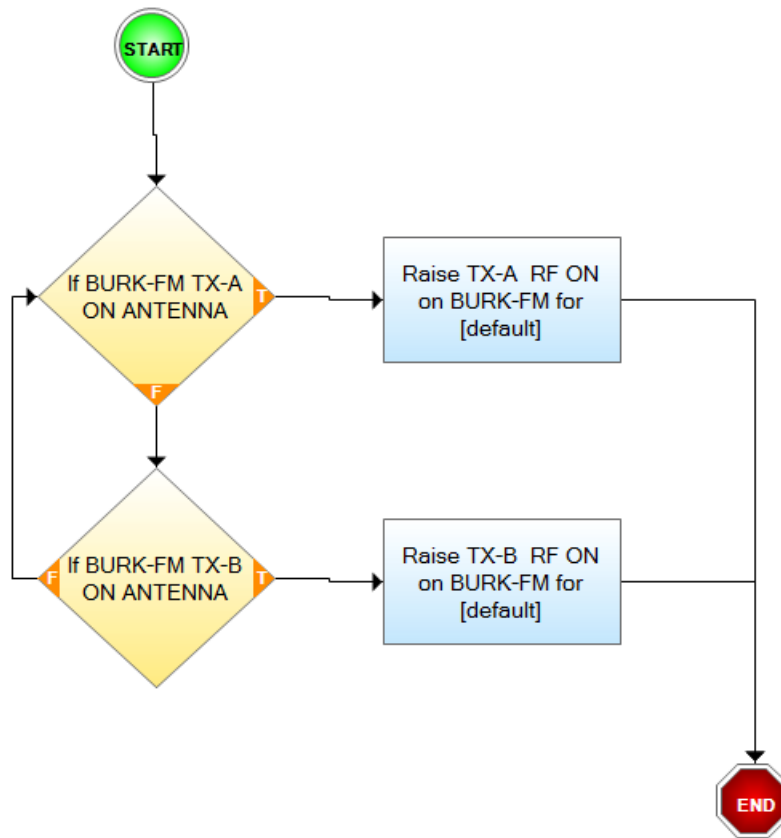 START
If BURK-FM TX-A
ON ANTENNA
T
F
Raise TX-A RF ON
on BURK-FM for
[default]
If BURK-FM TX-B
ON ANTENNA
F
T
Raise TX-B RF ON
on BURK-FM for
[default]
END